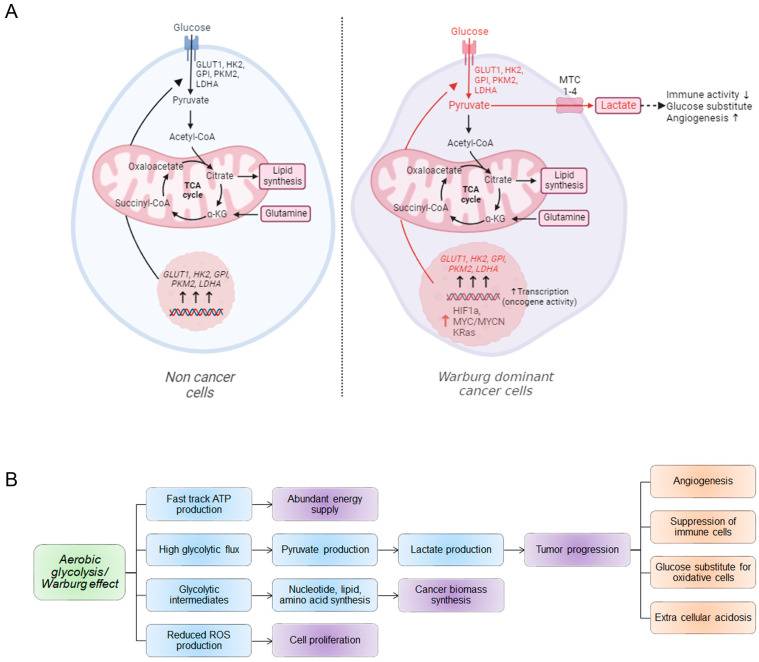 A
Glucose
GLUT1, HK2,
GPI, PKM2,
LDHA
Pyruvate
Acetyl-CoA
Oxaloacetate
Citrate
TCA
cycle
Succinyl-CoA
α-KG
Lipid
synthesis
Glutamine
GLUT1, HK2, GPI,
PKM2, LDHA
Non cancer
cells
Glucose
GLUT1, HK2,
GPI, PKM2,
LDHA
Pyruvate
MTC
1-4
Lactate
Immune activity ↓
Glucose substitute
Angiogenesis ↑
Acetyl-CoA
Oxaloacetate
Citrate
TCA
cycle
Succinyl-CoA
α-KG
Lipid
synthesis
Glutamine
GLUT1, HK2, GPI,
PKM2, LDHA
↑Transcription
(oncogene activity)
HIF1a,
MYC/MYCN
KRas
Warburg dominant
cancer cells
B
Aerobic
glycolysis/
Warburg effect
Fast track ATP
production
Abundant energy
supply
High glycolytic flux
Pyruvate production
Lactate production
Tumor progression
Glycolytic
intermediates
Nucleotide, lipid,
amino acid synthesis
Cancer biomass
synthesis
Reduced ROS
production
Cell proliferation
Angiogenesis
Suppression of
immune cells
Glucose substitute for
oxidative cells
Extra cellular acidosis